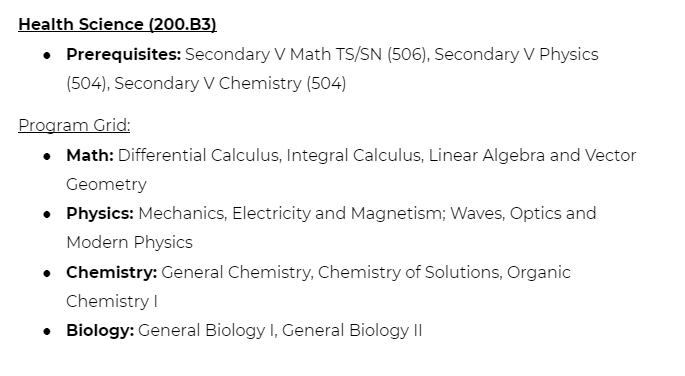 Health Science (200.B3)
● Prerequisites: Secondary V Math TS/SN (506), Secondary V Physics
(504), Secondary V Chemistry (504)
Program Grid:
● Math: Differential Calculus, Integral Calculus, Linear Algebra and Vector
Geometry
● Physics: Mechanics, Electricity and Magnetism; Waves, Optics and
Modern Physics
● Chemistry: General Chemistry, Chemistry of Solutions, Organic
Chemistry I
● Biology: General Biology I, General Biology II